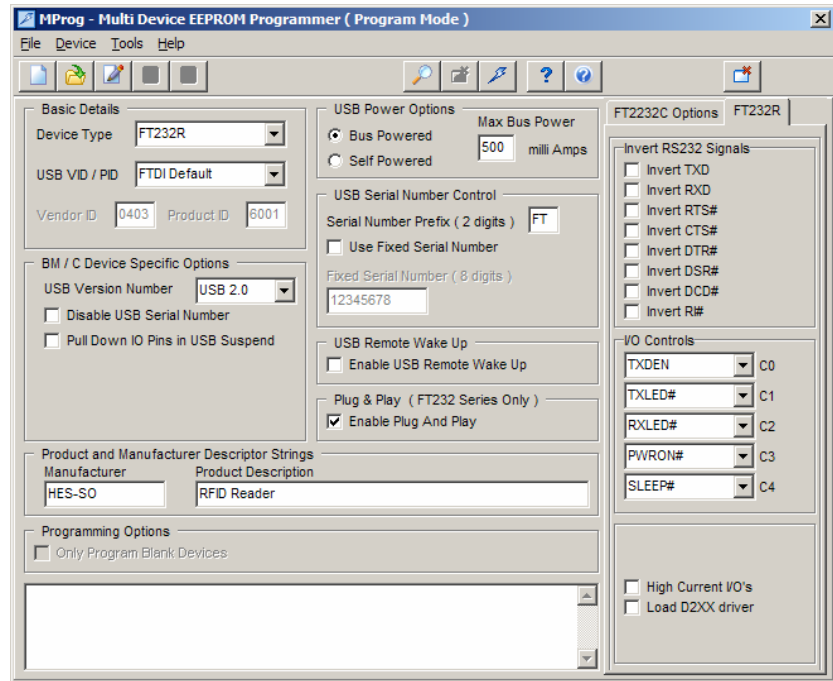 MProg - Multi Device EEPROM Programmer ( Program Mode )
File Device Tools Help
Basic Details
Device Type FT232R
USB VID / PID FTDI Default
Vendor ID 0403 Product ID 6001
BM / C Device Specific Options
USB Version Number USB 2.0
Disable USB Serial Number
Pull Down IO Pins in USB Suspend
USB Power Options
Max Bus Power
Bus Powered
500 milli Amps
Self Powered
USB Serial Number Control
Serial Number Prefix ( 2 digits ) FT
Use Fixed Serial Number
Fixed Serial Number ( 8 digits )
12345678
USB Remote Wake Up
Enable USB Remote Wake Up
Plug & Play ( FT232 Series Only )
Enable Plug And Play
Product and Manufacturer Descriptor Strings
Manufacturer Product Description
HES-SO RFID Reader
Programming Options
Only Program Blank Devices
FT2232C Options FT232R
Invert RS232 Signals
Invert TXD
Invert RXD
Invert RTS#
Invert CTS#
Invert DTR#
Invert DSR#
Invert DCD#
Invert RI#
I/O Controls
TXDEN C0
TXLED# C1
RXLED# C2
PWRON# C3
SLEEP# C4
High Current I/O's
Load D2XX driver